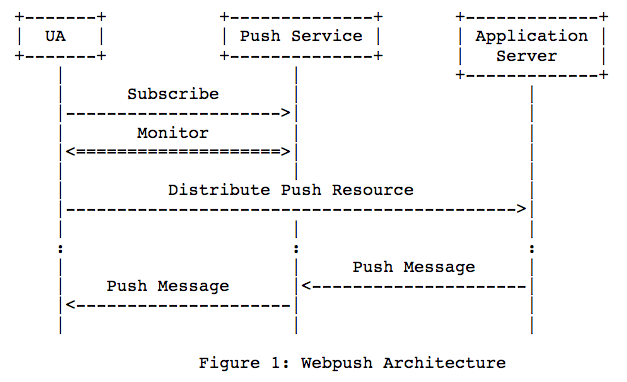 UA
Push Service
Application
Server
Subscribe
Monitor
Distribute Push Resource
Push Message
Push Message
Figure 1: Webpush Architecture